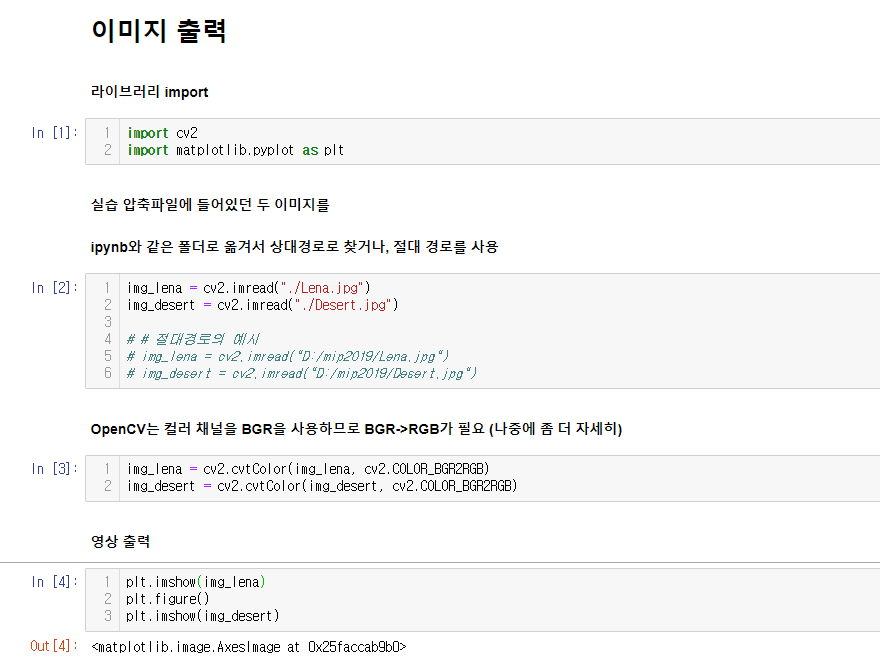 이미지 출력
라이브러리 import
In [1]:
1 import cv2
2 import matplotlib.pyplot as plt
실습 압축파일에 들어있던 두 이미지를
ipynb와 같은 폴더로 옮겨서 상대경로로 찾거나, 절대 경로를 사용
In [2]:
1 img_lena = cv2.imread("./Lena.jpg")
2 img_desert = cv2.imread("./Desert.jpg")
3
4 # # 절대경로의 예시
5 # img_lena = cv2.imread("D:/mip2019/Lena.jpg")
6 # img_desert = cv2.imread("D:/mip2019/Desert.jpg")
OpenCV는 컬러 채널을 BGR을 사용하므로 BGR->RGB가 필요 (나중에 좀 더 자세히)
In [3]:
1 img_lena = cv2.cvtColor(img_lena, cv2.COLOR_BGR2RGB)
2 img_desert = cv2.cvtColor(img_desert, cv2.COLOR_BGR2RGB)
영상 출력
In [4]:
1 plt.imshow(img_lena)
2 plt.figure()
3 plt.imshow(img_desert)
Out[4]: <matplotlib.image.AxesImage at 0x25faccab9b0>